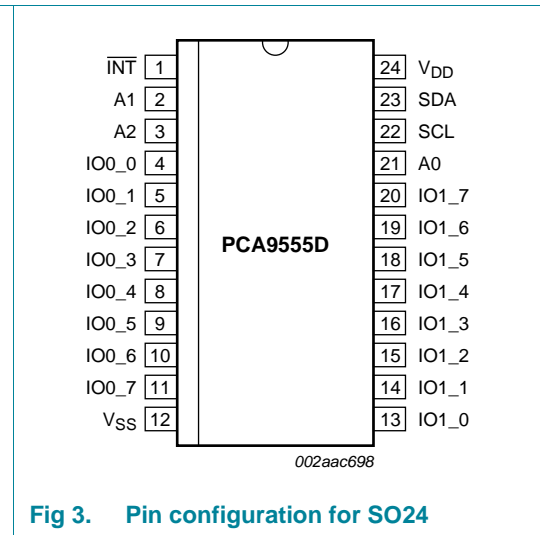 INT 1 24 VDD
A1 2 23 SDA
A2 3 22 SCL
IO0_0 4 21 A0
IO0_1 5 20 IO1_7
IO0_2 6 19 IO1_6
PCA9555D
IO0_3 7 18 IO1_5
IO0_4 8 17 IO1_4
IO0_5 9 16 IO1_3
IO0_6 10 15 IO1_2
IO0_7 11 14 IO1_1
VSS 12 13 IO1_0
002aac698
Fig 3. Pin configuration for SO24